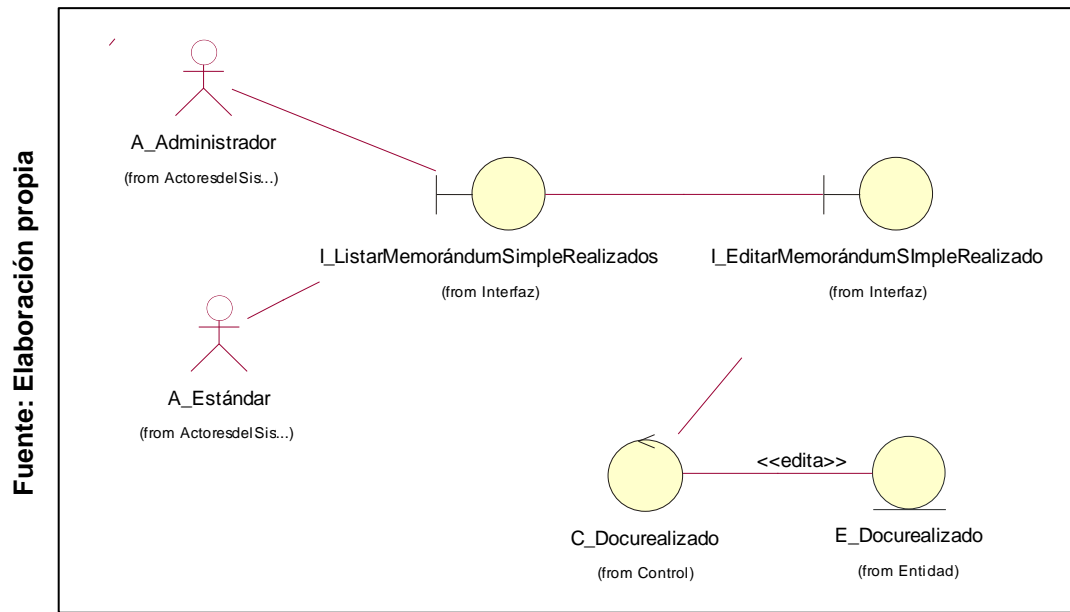 Fuente: Elaboración propia
A_Administrador
(from ActoresdelSis...)
I_ListarMemorándumSimpleRealizados
(from Interfaz)
I_EditarMemorándumSImpleRealizado
(from Interfaz)
A_Estándar
(from ActoresdelSis...)
<<edita>>
C_Docurealizado
(from Control)
E_Docurealizado
(from Entidad)